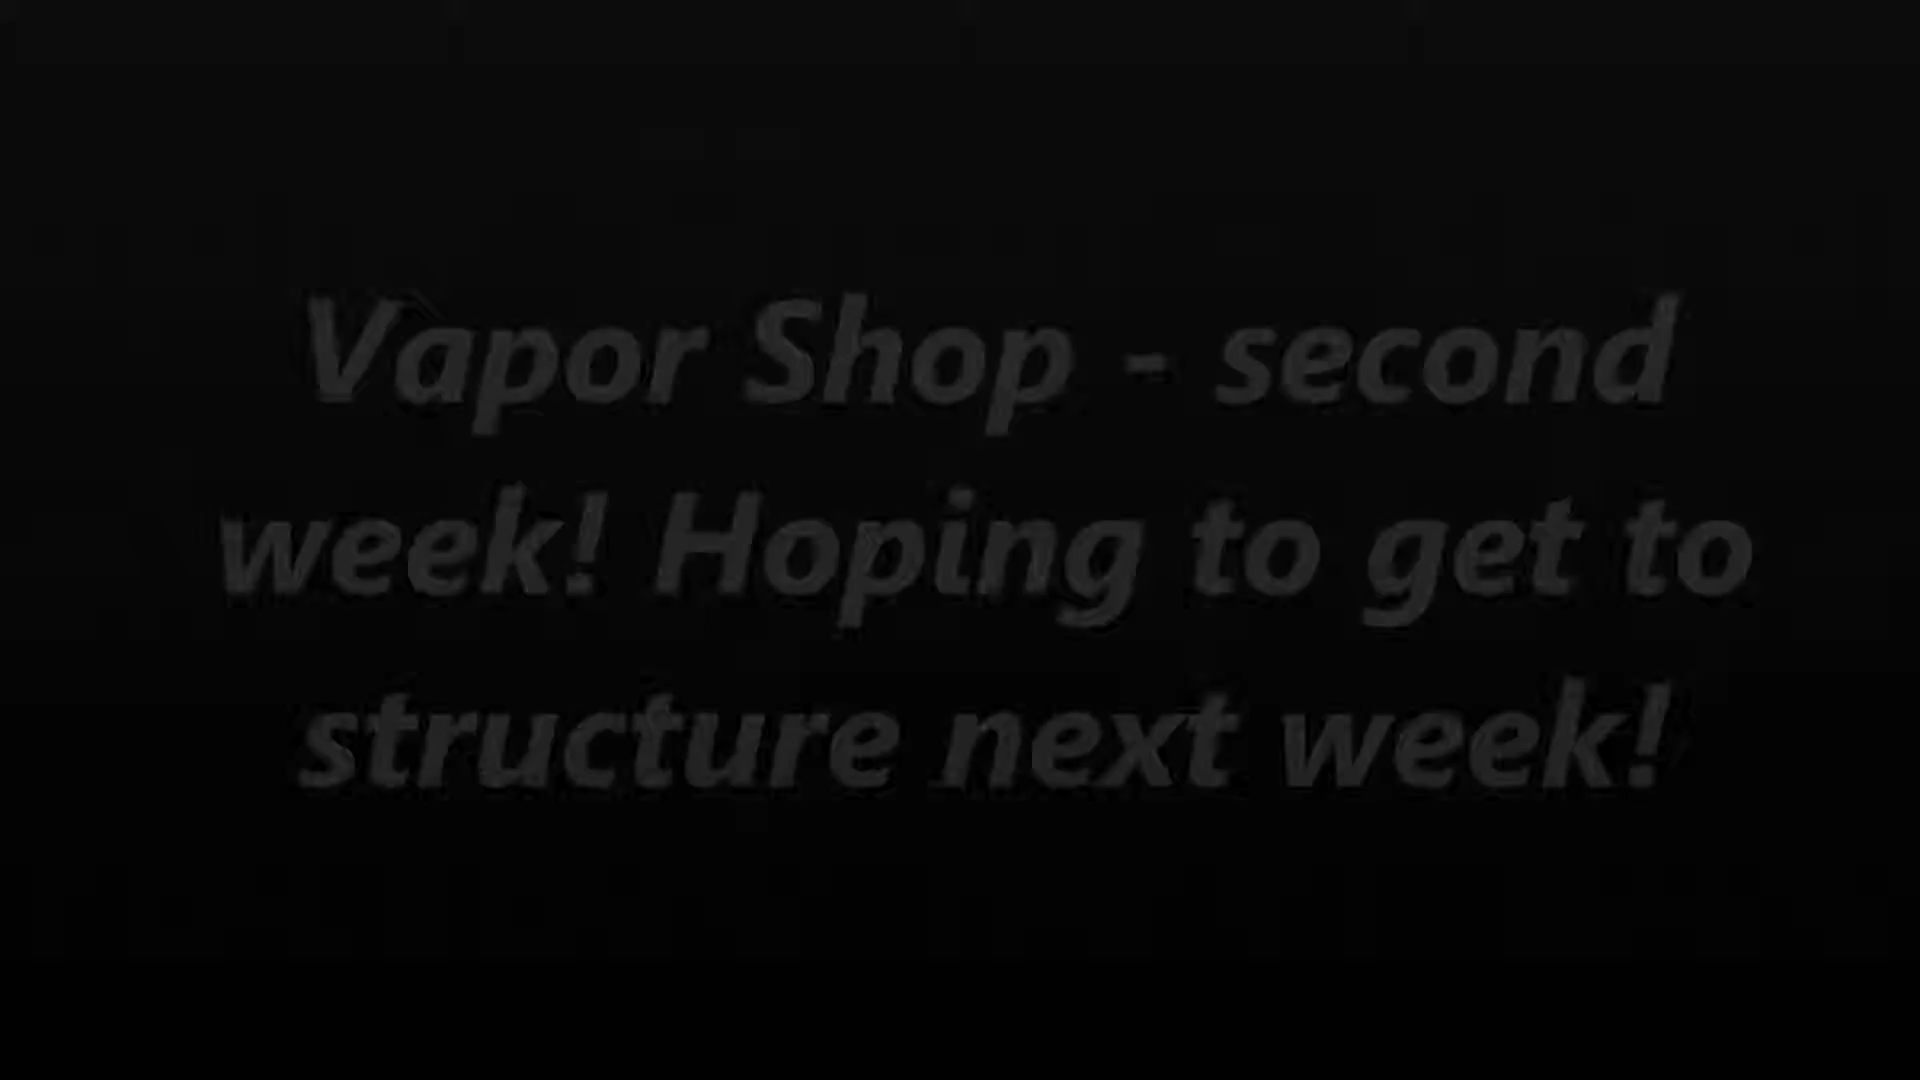 Vapor Shop - second
week! Hoping to get to
structure next week!